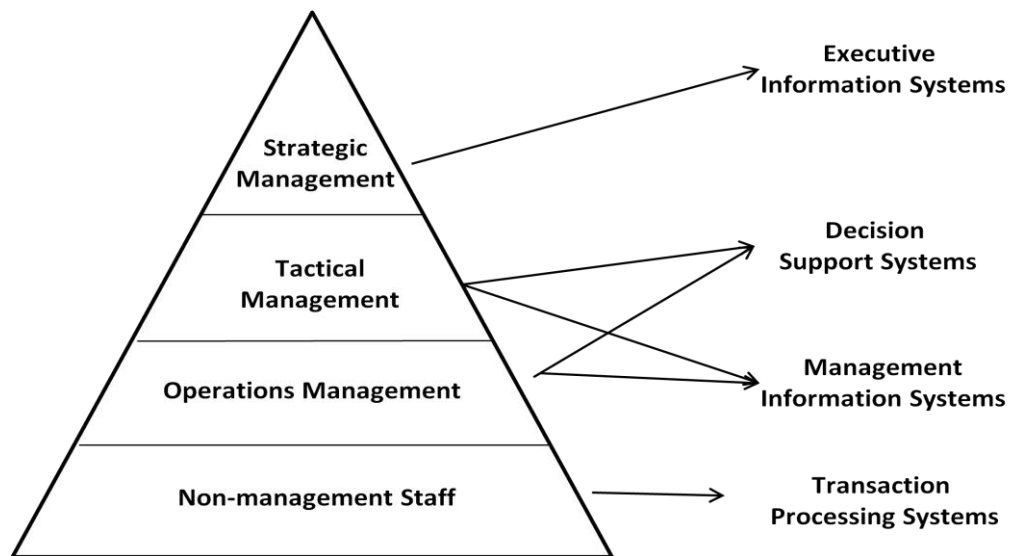 Strategic
Management
Tactical
Management
Operations Management
Non-management Staff
Executive
Information Systems
Decision
Support Systems
Management
Information Systems
Transaction
Processing Systems